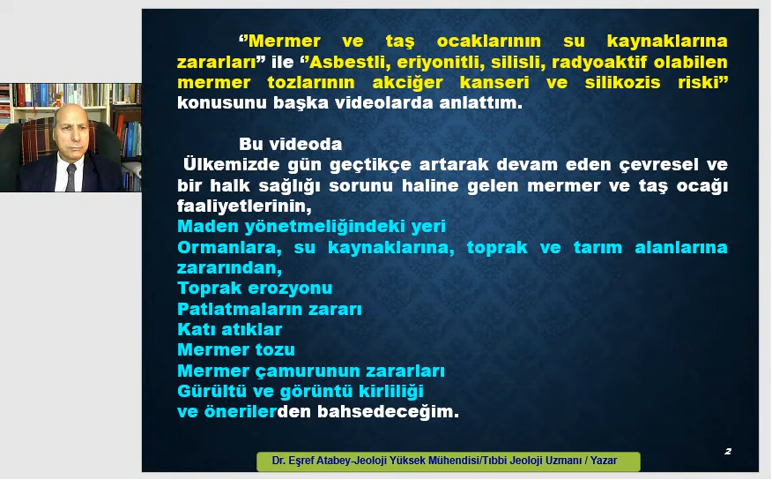 ‘’Mermer ve taş ocaklarının su kaynaklarına
zararları’’ ile ‘’Asbestli, eriyonitli, silisli, radyoaktif olabilen
mermer tozlarının akciğer kanseri ve silikozis riski’’
konusunu başka videolarda anlattım.
Bu videoda
Ülkemizde gün geçtikçe artarak devam eden çevresel ve
bir halk sağlığı sorunu haline gelen mermer ve taş ocağı
faaliyetlerinin,
Maden yönetmeliğindeki yeri
Ormanlara, su kaynaklarına, toprak ve tarım alanlarına
zararından,
Toprak erozyonu
Patlatmaların zararı
Katı atıklar
Mermer tozu
Mermer çamurunun zararları
Gürültü ve görüntü kirliliği
ve önerilerden bahsedeceğim.
2
Dr. Eşref Atabey-Jeoloji Yüksek Mühendisi/Tıbbi Jeoloji Uzmanı / Yazar